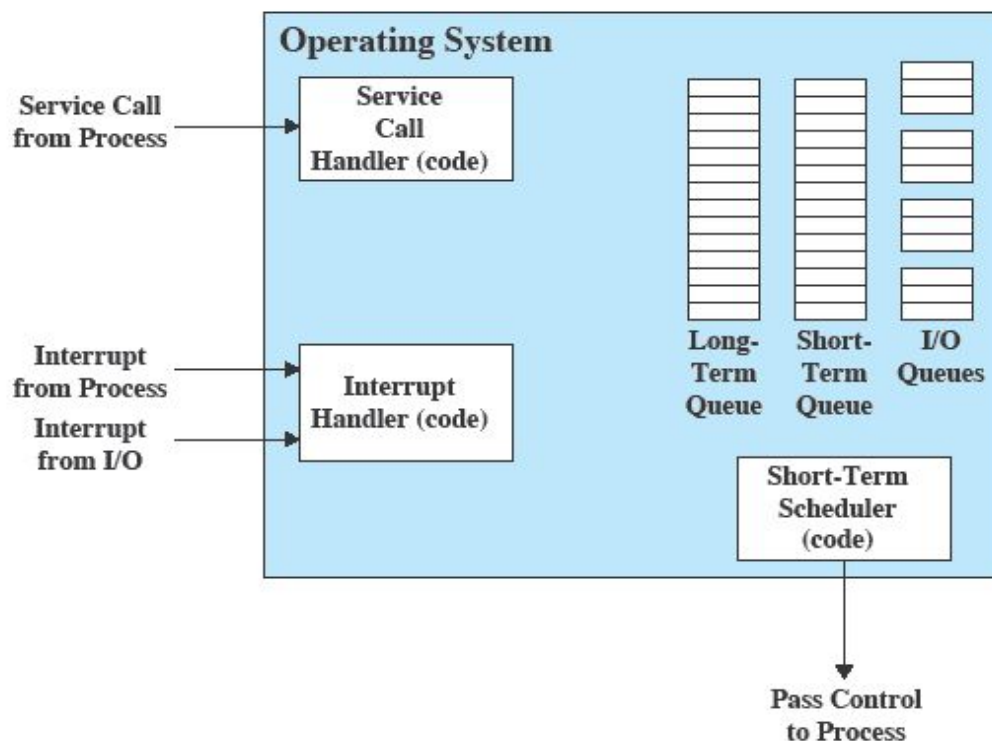 Operating System
Service Call
from Process
Service
Call
Handler (code)
Interrupt
from Process
Interrupt
from I/O
Interrupt
Handler (code)
Long-
Term
Queue
Short-
Term
Queue
I/O
Queues
Short-Term
Scheduler
(code)
Pass Control
to Process